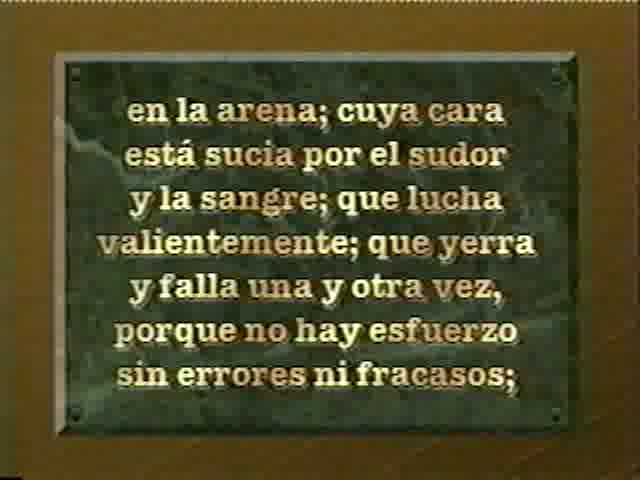 en la arena; cuya cara
está sucia por el sudor
y la sangre; que lucha
valientemente; que yerra
y falla una y otra vez,
porque no hay esfuerzo
sin errores ni fracasos;